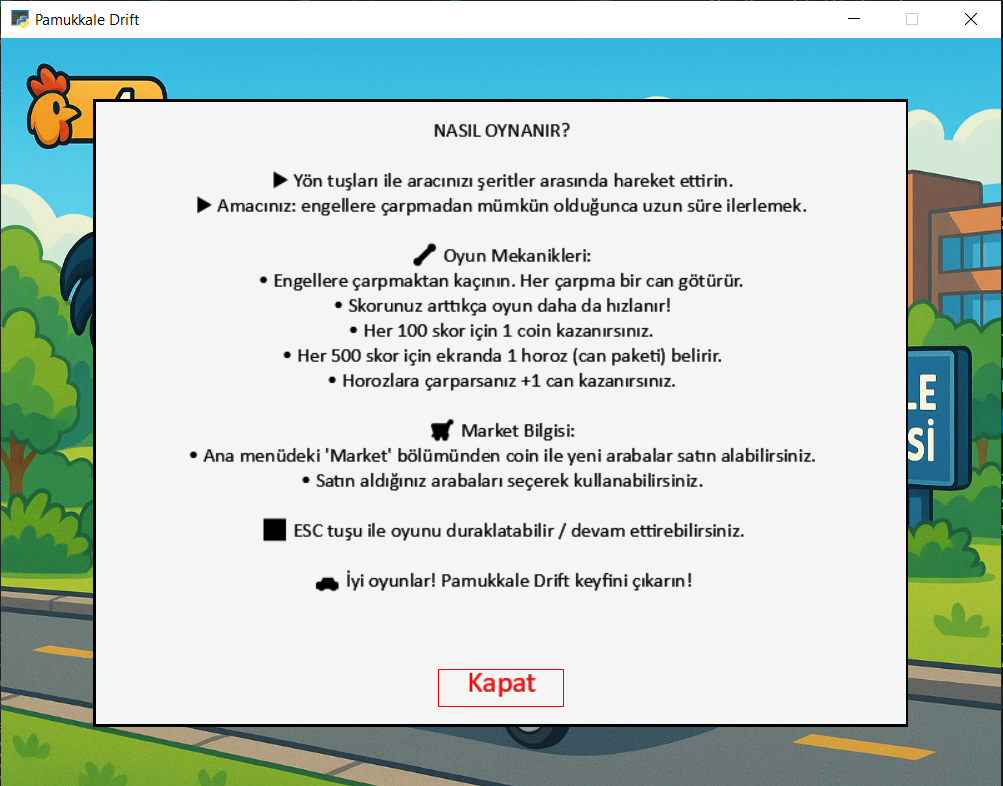 Pamukkale Drift
NASIL OYNANIR?
▶ Yön tuşları ile aracınızı şeritler arasında hareket ettirin.
▶ Amacınız: engellere çarpmadan mümkün olduğunca uzun süre ilerlemek.
Oyun Mekanikleri:
• Engellere çarpmaktan kaçının. Her çarpma bir can götürür.
• Skorunuz arttıkça oyun daha da hızlanır!
• Her 100 skor için 1 coin kazanırsınız.
• Her 500 skor için ekranda 1 horoz (can paketi) belirir.
• Horozlara çarparsanız +1 can kazanırsınız.
Market Bilgisi:
• Ana menüdeki 'Market' bölümünden coin ile yeni arabalar satın alabilirsiniz.
• Satın aldığınız arabaları seçerek kullanabilirsiniz.
ESC tuşu ile oyunu duraklatabilir / devam ettirebilirsiniz.
İyi oyunlar! Pamukkale Drift keyfini çıkarın!
Kapat
LE
Sİ